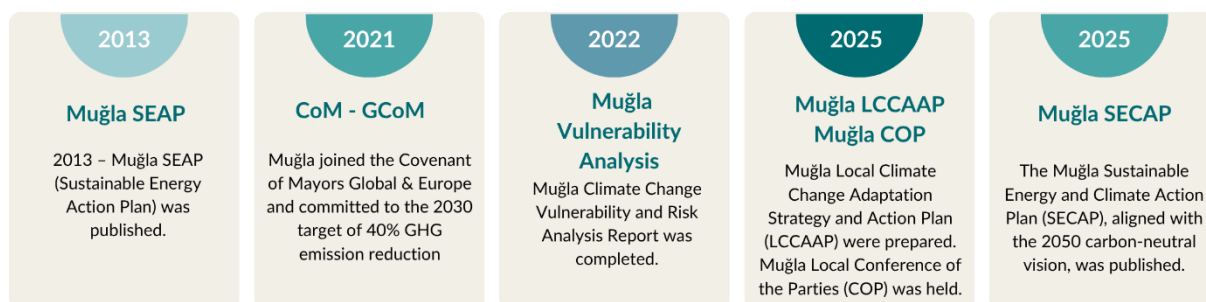 2013
Muğla SEAP
2013 – Muğla SEAP
(Sustainable Energy
Action Plan) was
published.
2021
CoM - GCoM
Muğla joined the Covenant
of Mayors Global & Europe
and committed to the 2030
target of 40% GHG
emission reduction
2022
Muğla
Vulnerability
Analysis
Muğla Climate Change
Vulnerability and Risk
Analysis Report was
completed.
2025
Muğla LCCAAP
Muğla COP
Muğla Local Climate
Change Adaptation
Strategy and Action Plan
(LCCAAP) were prepared.
Muğla Local Conference of
the Parties (COP) was held.
2025
Muğla SECAP
The Muğla Sustainable
Energy and Climate Action
Plan (SECAP), aligned with
the 2050 carbon-neutral
vision, was published.